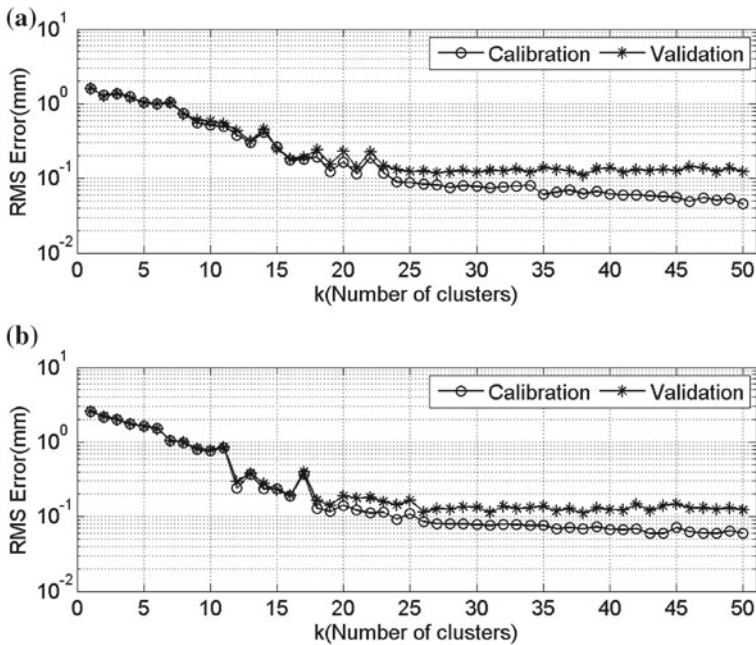 (a)
10^1
10^0
10^-1
10^-2
RMS Error(mm)
Calibration Validation
0 5 10 15 20 25 30 35 40 45 50
k(Number of clusters)
(b)
10^1
10^0
10^-1
10^-2
RMS Error(mm)
Calibration Validation
0 5 10 15 20 25 30 35 40 45 50
k(Number of clusters)